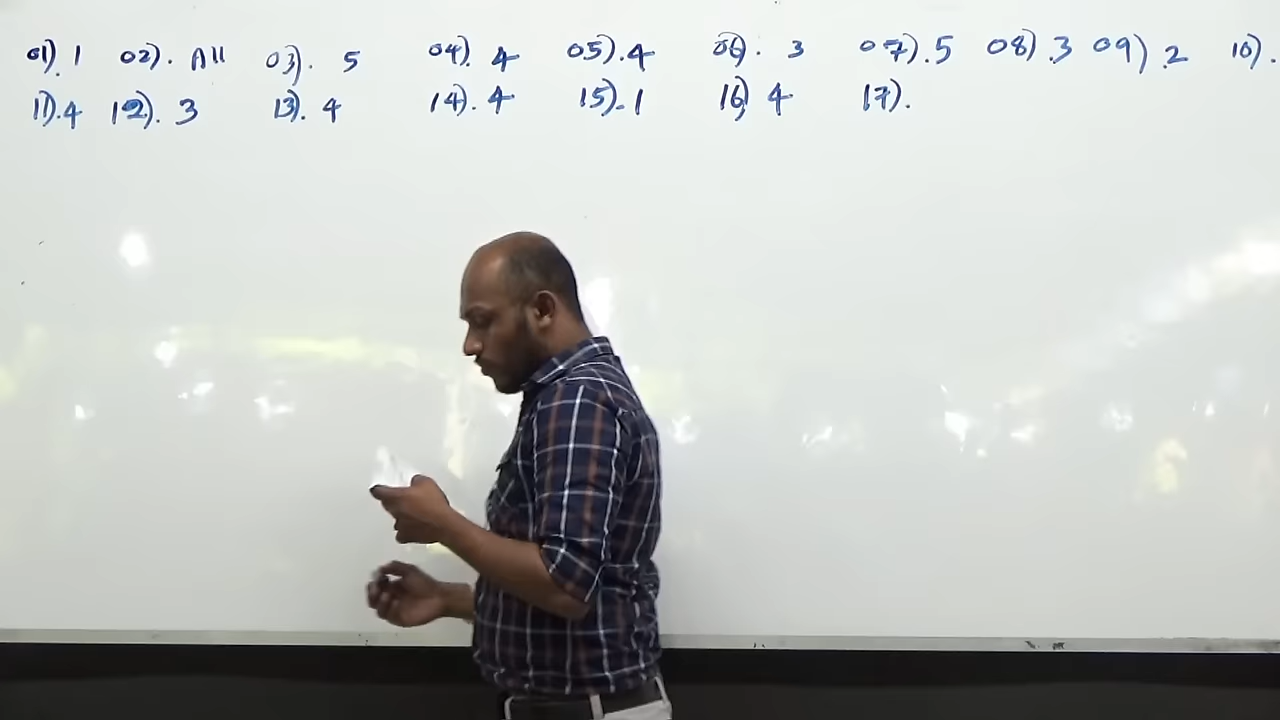 01). 1 02). All 03). 5 04). 4 05). 4 06). 3 07). 5 08). 3 09) 2 10).
11). 4 12). 3 13). 4 14). 4 15). 1 16) 4 17).